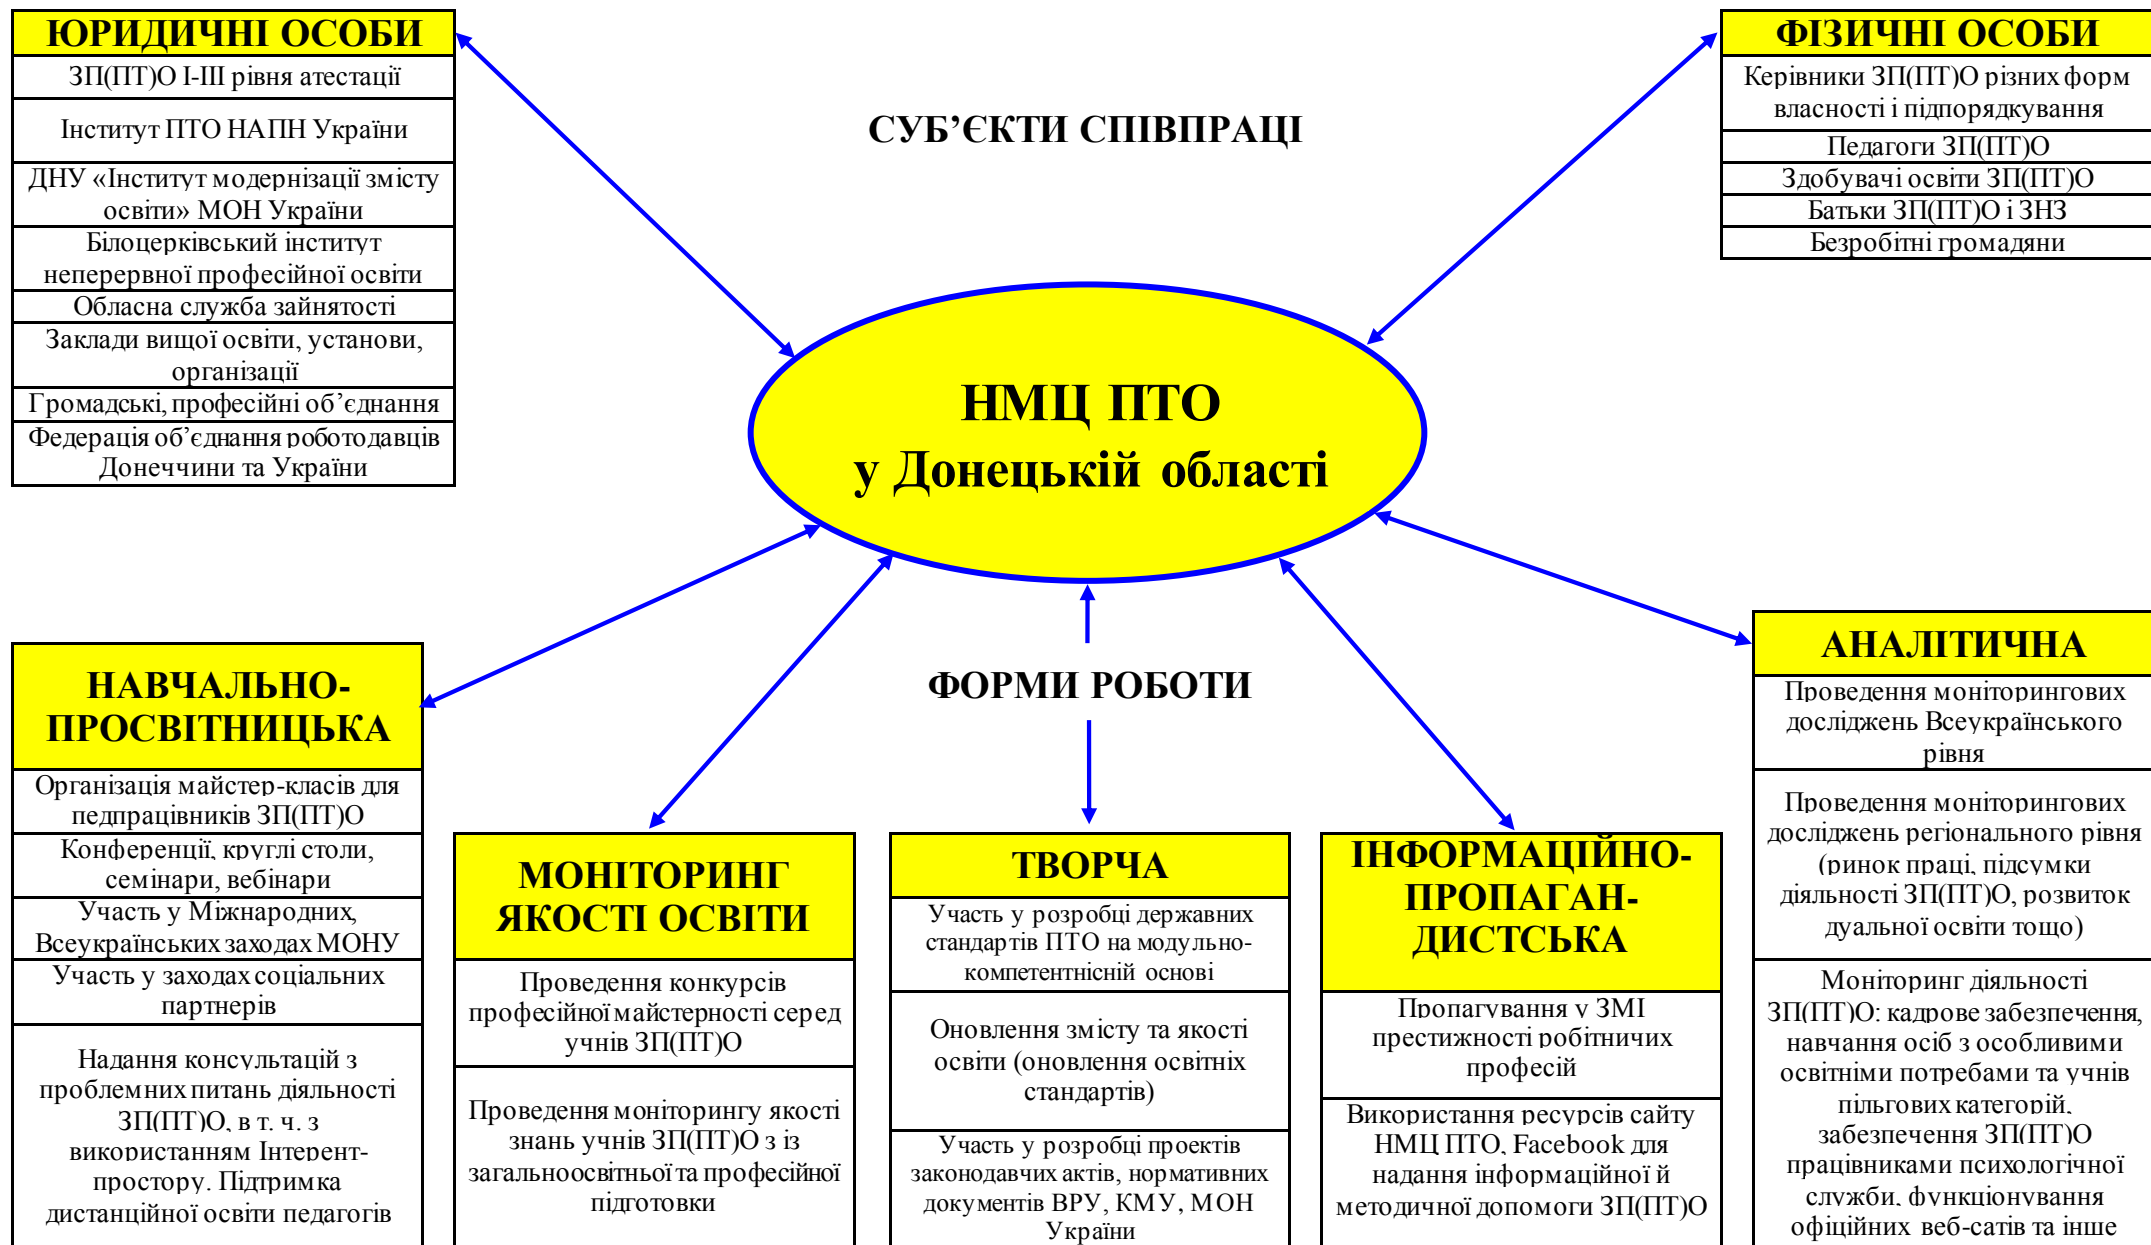 ЮРИДИЧНІ ОСОБИ
ЗП(ПТ)О І-ІІІ рівня атестації
Інститут ПТО НАПН України
ДНУ «Інститут модернізації змісту
освіти» МОН України
Білоцерківський інститут
неперервної професійної освіти
Обласна служба зайнятості
Заклади вищої освіти, установи,
організації
Громадські, професійні об’єднання
Федерація об’єднання роботодавців
Донеччини та України
СУБ’ЄКТИ СПІВПРАЦІ
ФІЗИЧНІ ОСОБИ
Керівники ЗП(ПТ)О різних форм
власності і підпорядкування
Педагоги ЗП(ПТ)О
Здобувачі освіти ЗП(ПТ)О
Батьки ЗП(ПТ)О і ЗНЗ
Безробітні громадяни
НМЦ ПТО
у Донецькій області
ФОРМИ РОБОТИ
НАВЧАЛЬНО-
ПРОСВІТНИЦЬКА
Організація майстер-класів для
педпрацівників ЗП(ПТ)О
Конференції, круглі столи,
семінари, вебінари
Участь у Міжнародних,
Всеукраїнських заходах МОНУ
Участь у заходах соціальних
партнерів
Надання консультацій з
проблемних питань діяльності
ЗП(ПТ)О, в т. ч. з
використанням Інтерент-
простору. Підтримка
дистанційної освіти педагогів
МОНІТОРИНГ
ЯКОСТІ ОСВІТИ
Проведення конкурсів
професійної майстерності серед
учнів ЗП(ПТ)О
Проведення моніторингу якості
знань учнів ЗП(ПТ)О з із
загальноосвітньої та професійної
підготовки
ТВОРЧА
Участь у розробці державних
стандартів ПТО на модульно-
компетентнісній основі
Оновлення змісту та якості
освіти (оновлення освітніх
стандартів)
Участь у розробці проектів
законодавчих актів, нормативних
документів ВРУ, КМУ, МОН
України
ІНФОРМАЦІЙНО-
ПРОПАГАН-
ДИСТСЬКА
Пропагування у ЗМІ
престижності робітничих
професій
Використання ресурсів сайту
НМЦ ПТО, Facebook для
надання інформаційної й
методичної допомоги ЗП(ПТ)О
АНАЛІТИЧНА
Проведення моніторингових
досліджень Всеукраїнського
рівня
Проведення моніторингових
досліджень регіонального рівня
(ринок праці, підсумки
діяльності ЗП(ПТ)О, розвиток
дуальної освіти тощо)
Моніторинг діяльності
ЗП(ПТ)О: кадрове забезпечення,
навчання осіб з особливими
освітніми потребами та учнів
пільгових категорій,
забезпечення ЗП(ПТ)О
працівниками психологічної
служби, функціонування
офіційних веб-сатів та інше